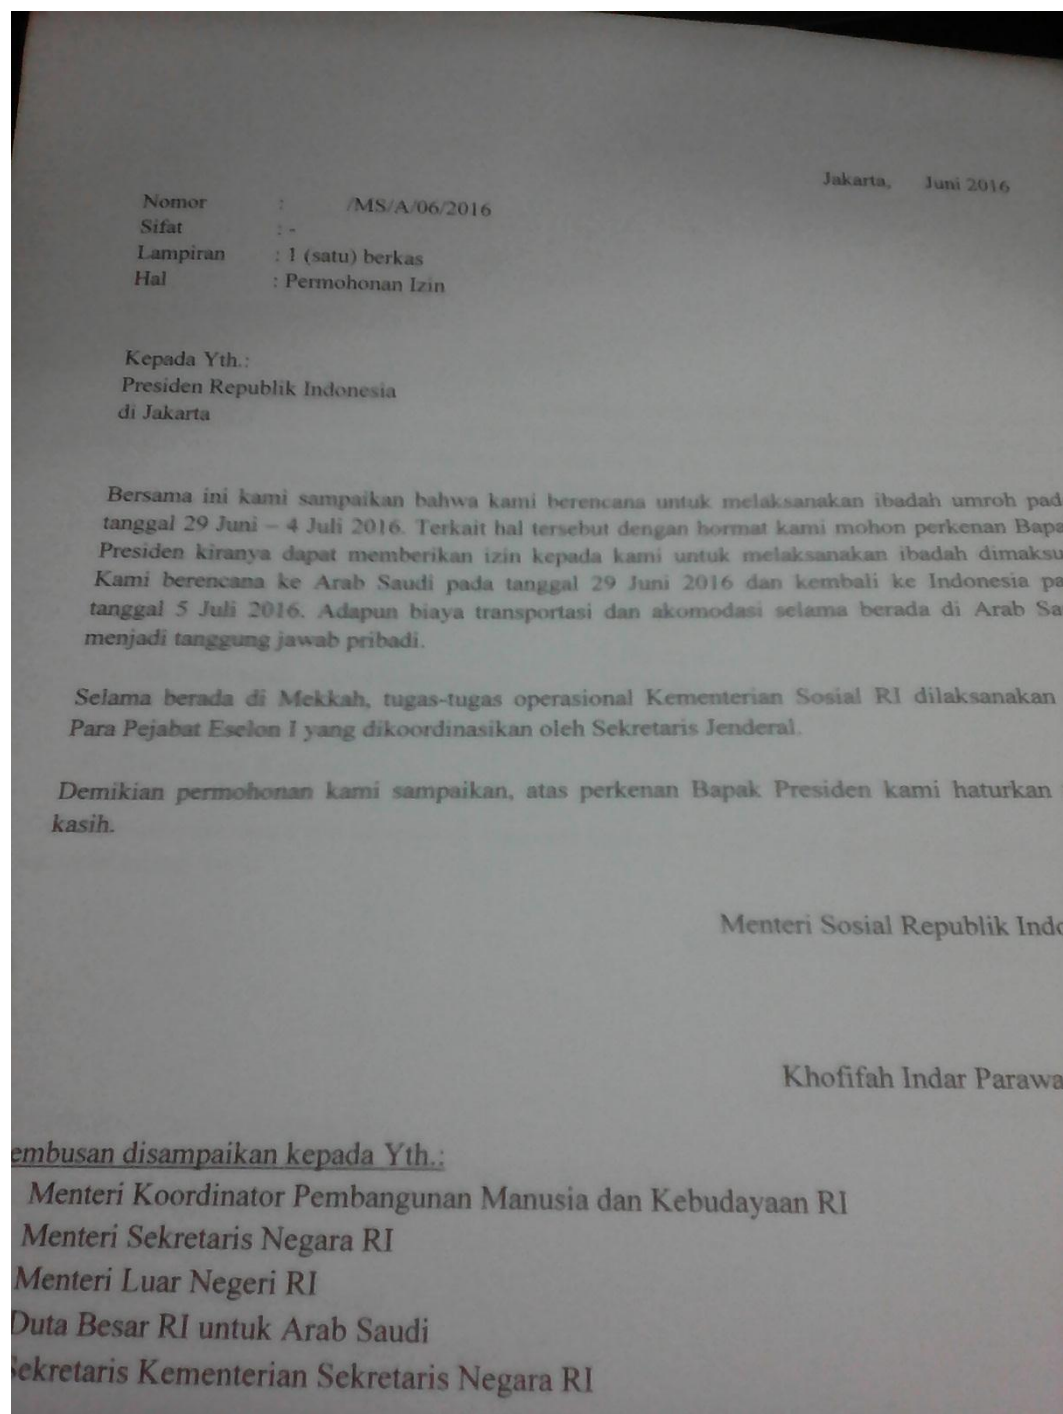 Jakarta, Juni 2016
Nomor : /MS/A/06/2016
Sifat : -
Lampiran : 1 (satu) berkas
Hal : Permohonan Izin
Kepada Yth.:
Presiden Republik Indonesia
di Jakarta
Bersama ini kami sampaikan bahwa kami berencana untuk melaksanakan ibadah umroh pad
tanggal 29 Juni – 4 Juli 2016. Terkait hal tersebut dengan hormat kami mohon perkenan Bapa
Presiden kiranya dapat memberikan izin kepada kami untuk melaksanakan ibadah dimaksu
Kami berencana ke Arab Saudi pada tanggal 29 Juni 2016 dan kembali ke Indonesia pa
tanggal 5 Juli 2016. Adapun biaya transportasi dan akomodasi selama berada di Arab Sa
menjadi tanggung jawab pribadi.
Selama berada di Mekkah, tugas-tugas operasional Kementerian Sosial RI dilaksanakan
Para Pejabat Eselon I yang dikoordinasikan oleh Sekretaris Jenderal.
Demikian permohonan kami sampaikan, atas perkenan Bapak Presiden kami haturkan
kasih.
Menteri Sosial Republik Indo
Khofifah Indar Parawa
embusan disampaikan kepada Yth.:
Menteri Koordinator Pembangunan Manusia dan Kebudayaan RI
Menteri Sekretaris Negara RI
Menteri Luar Negeri RI
Duta Besar RI untuk Arab Saudi
Sekretaris Kementerian Sekretaris Negara RI